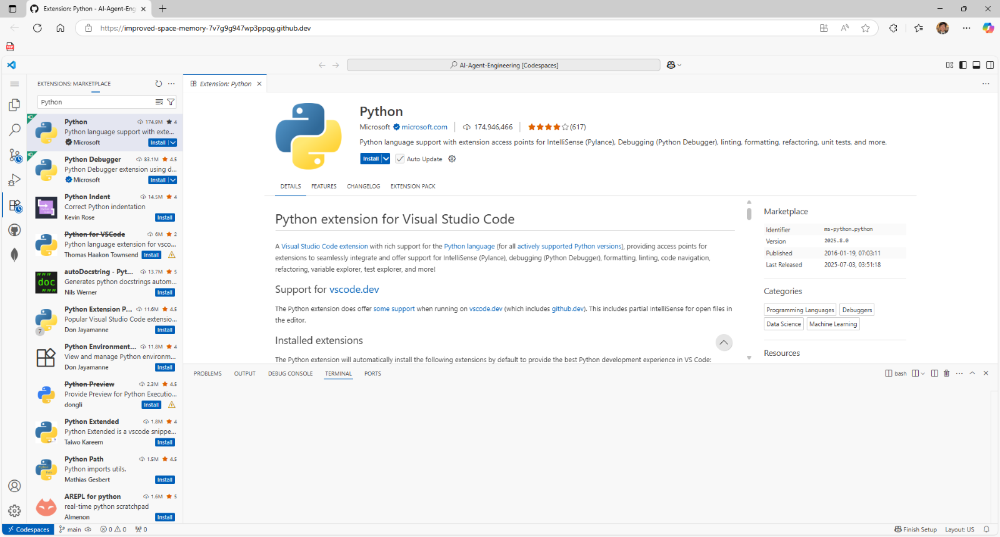 Extension: Python - AI-Agent-Eng
https://improved-space-memory-7v7g9g947wp3ppqg.github.dev
PDF
AI-Agent-Engineering [Codespaces]
EXTENSIONS: MARKETPLACE
Python
Python 174.9M 4
Python language support with exte...
Microsoft Install
Python Debugger 83.1M 4.5
Python Debugger extension using d...
Microsoft Install
Python Indent 14.5M 4
Correct Python indentation
Kevin Rose Install
Python for VSCode 6M 2
Python language extension for vsco...
Thomas Haakon Townsend Install
autoDocstring - Pyt... 13.7M 5
Generates python docstrings autom...
Nils Werner Install
doc
Python Extension P... 11.6M 4.5
Popular Visual Studio Code extensio...
Don Jayamanne Install
7
Python Environment... 11.8M 4
View and manage Python environm...
Don Jayamanne Install
Python Preview 2.3M 4.5
Provide Preview for Python Executio...
dongli Install
Python Extended 1.8M 4
Python Extended is a vscode snippe...
Taiwo Kareem Install
Python Path 1.5M 4.5
Python imports utils.
Mathias Gesbert Install
AREPL for python 1.6M 5
real-time python scratchpad
Almenon Install
Extension: Python
Python
Microsoft microsoft.com 174,946,466 (617)
Python language support with extension access points for IntelliSense (Pylance), Debugging (Python Debugger), linting, formatting, refactoring, unit tests, and more.
Install Auto Update
DETAILS FEATURES CHANGELOG EXTENSION PACK
Python extension for Visual Studio Code
A Visual Studio Code extension with rich support for the Python language (for all actively supported Python versions), providing access points for
extensions to seamlessly integrate and offer support for IntelliSense (Pylance), debugging (Python Debugger), formatting, linting, code navigation,
refactoring, variable explorer, test explorer, and more!
Support for vscode.dev
The Python extension does offer some support when running on vscode.dev (which includes github.dev). This includes partial IntelliSense for open files in
the editor.
Installed extensions
The Python extension will automatically install the following extensions by default to provide the best Python development experience in VS Code:
Marketplace
Identifier ms-python.python
Version 2025.8.0
Published 2016-01-19, 07:03:11
Last Released 2025-07-03, 03:51:18
Categories
Programming Languages Debuggers
Data Science Machine Learning
Resources
PROBLEMS OUTPUT DEBUG CONSOLE TERMINAL PORTS
bash
Codespaces main 0 0 0
Finish Setup Layout: US